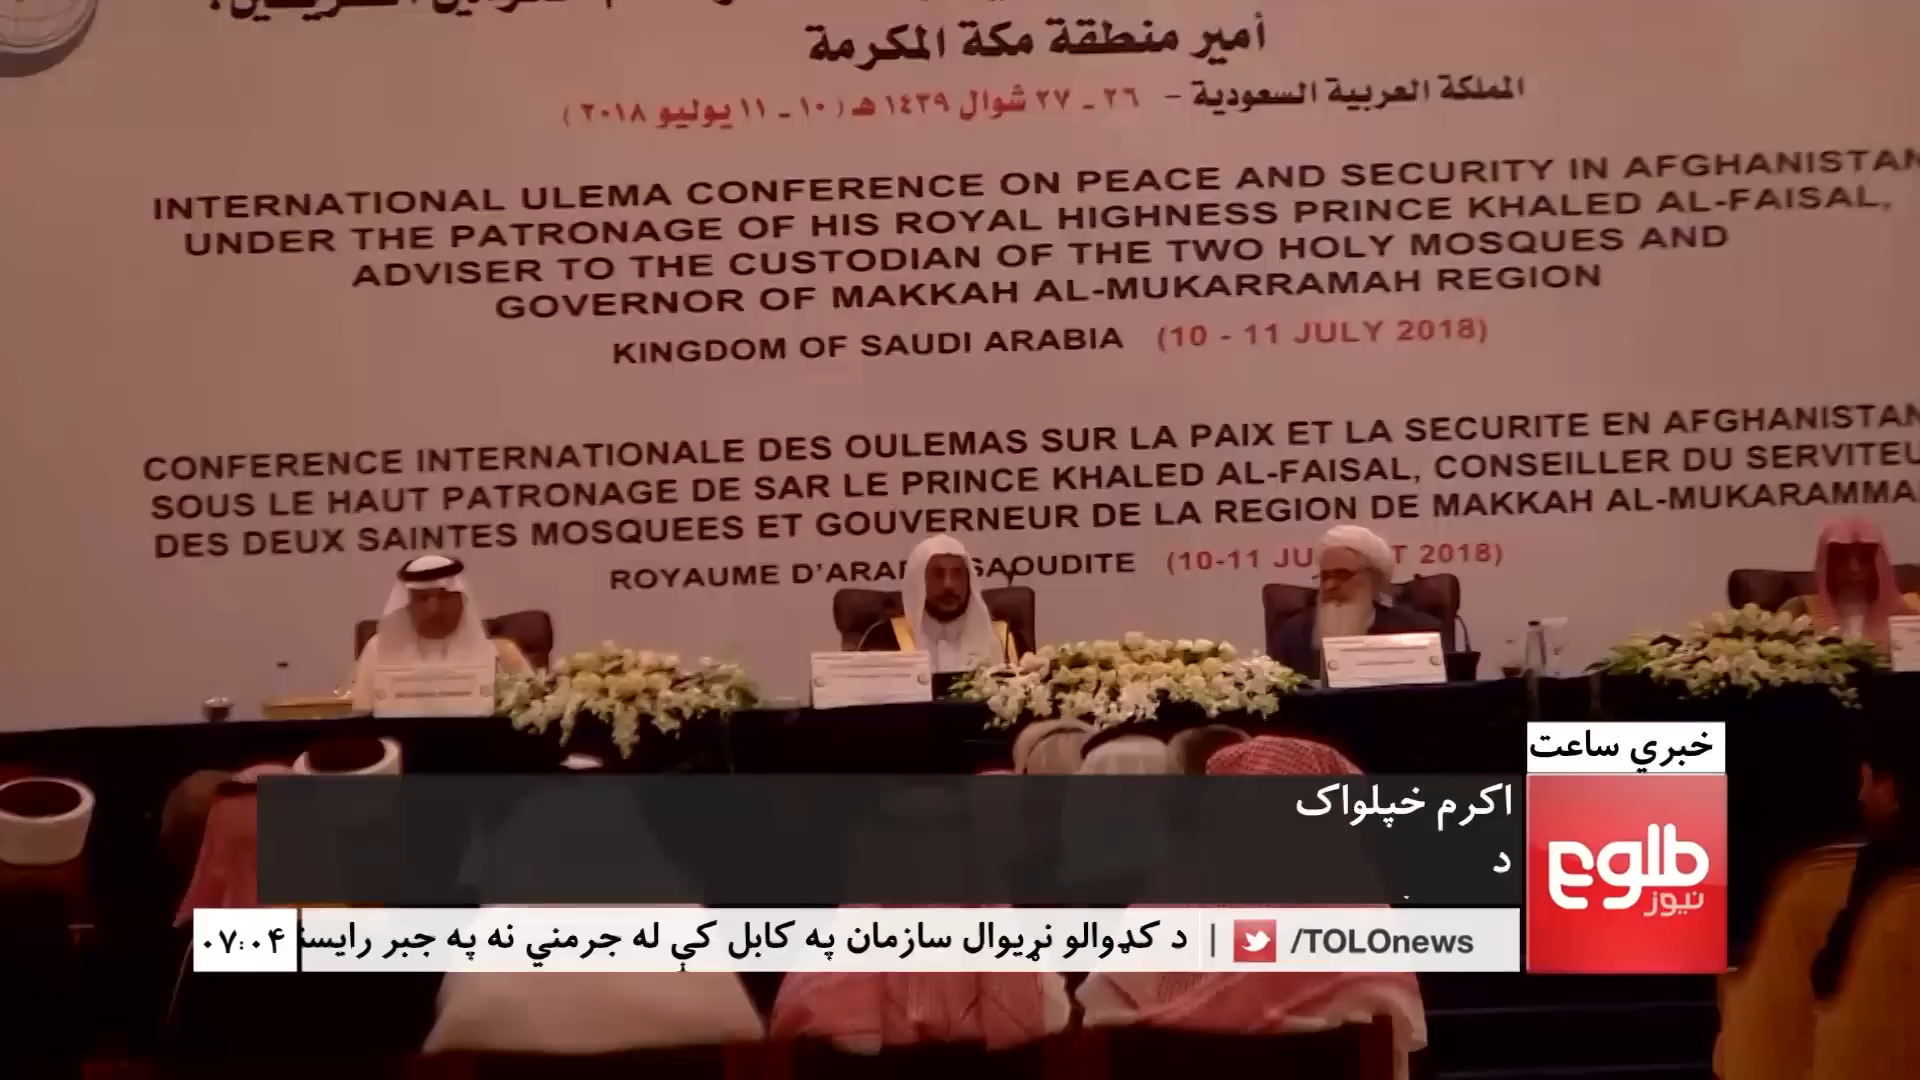 أمير منطقة مكة المكرمة
المملكة العربية السعودية - ٢٦ - ٢٧ شوال ١٤٣٩ هـ (١٠ - ١١ يوليو ٢٠١٨)
INTERNATIONAL ULEMA CONFERENCE ON PEACE AND SECURITY IN AFGHANISTAN
UNDER THE PATRONAGE OF HIS ROYAL HIGHNESS PRINCE KHALED AL-FAISAL,
ADVISER TO THE CUSTODIAN OF THE TWO HOLY MOSQUES AND
GOVERNOR OF MAKKAH AL-MUKARRAMAH REGION
KINGDOM OF SAUDI ARABIA (10 - 11 JULY 2018)
CONFERENCE INTERNATIONALE DES OULEMAS SUR LA PAIX ET LA SECURITE EN AFGHANISTAN
SOUS LE HAUT PATRONAGE DE SAR LE PRINCE KHALED AL-FAISAL, CONSEILLER DU SERVITEU
DES DEUX SAINTES MOSQUEES ET GOUVERNEUR DE LA REGION DE MAKKAH AL-MUKARAMMA
ROYAUME D'ARA SAOUDITE (10-11 JU T 2018)
خبري ساعت
اکرم خپلواک
د
طلوع
نیوز
/TOLOnews | د کډوالو نړیوال سازمان په کابل کې له جرمني نه په جبر رایست
۰۷:۰۴